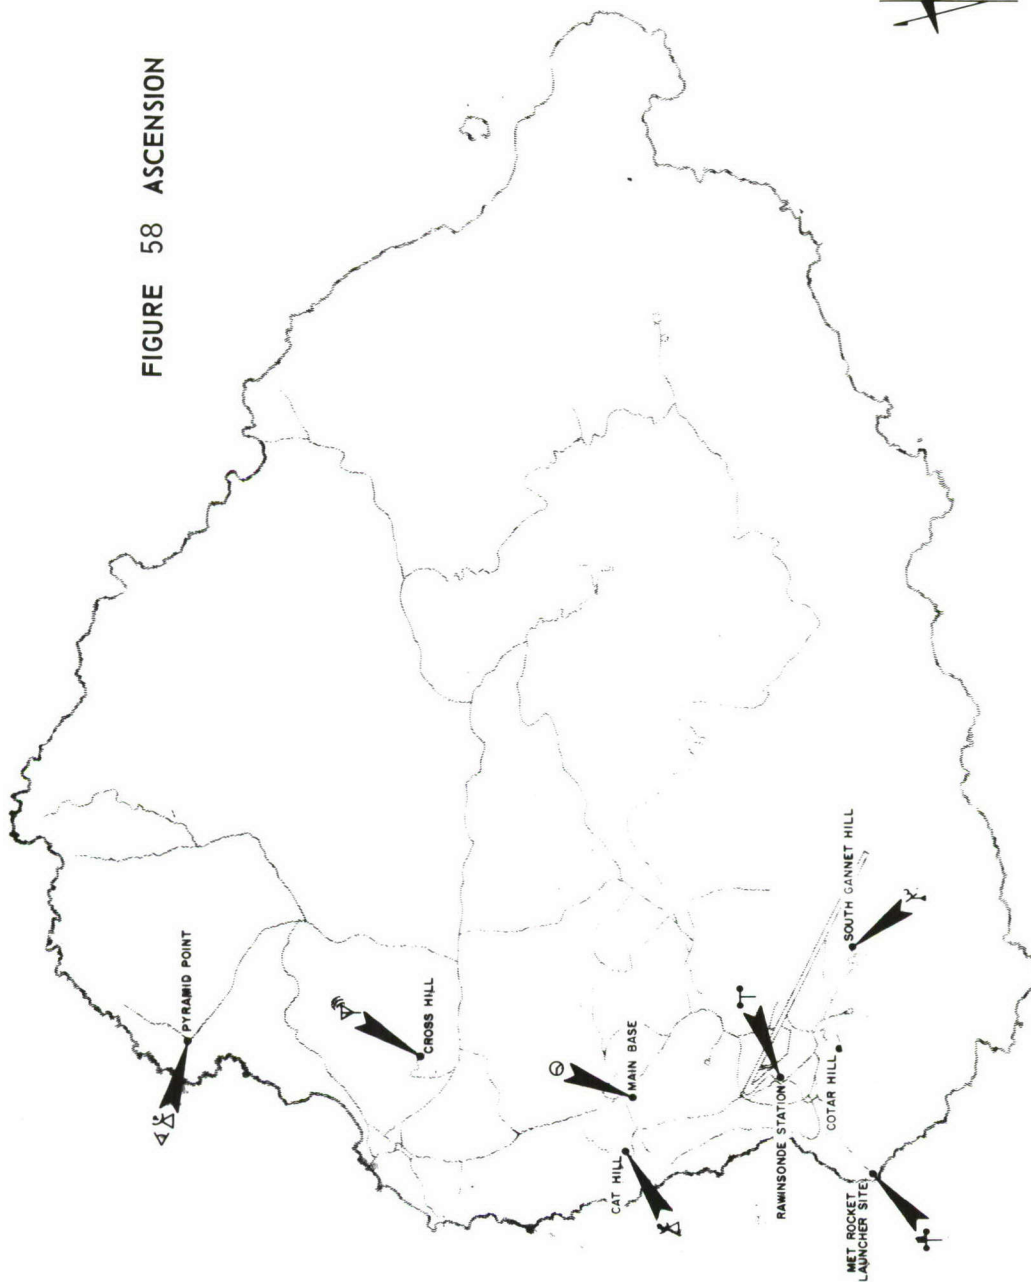 FIGURE 58 ASCENSION
PYRAMID POINT
CROSS HILL
MAIN BASE
CAT HILL
RAWINSONDE STATION
COTAR HILL
SOUTH GANNET HILL
MET ROCKET
LAUNCHER SITE